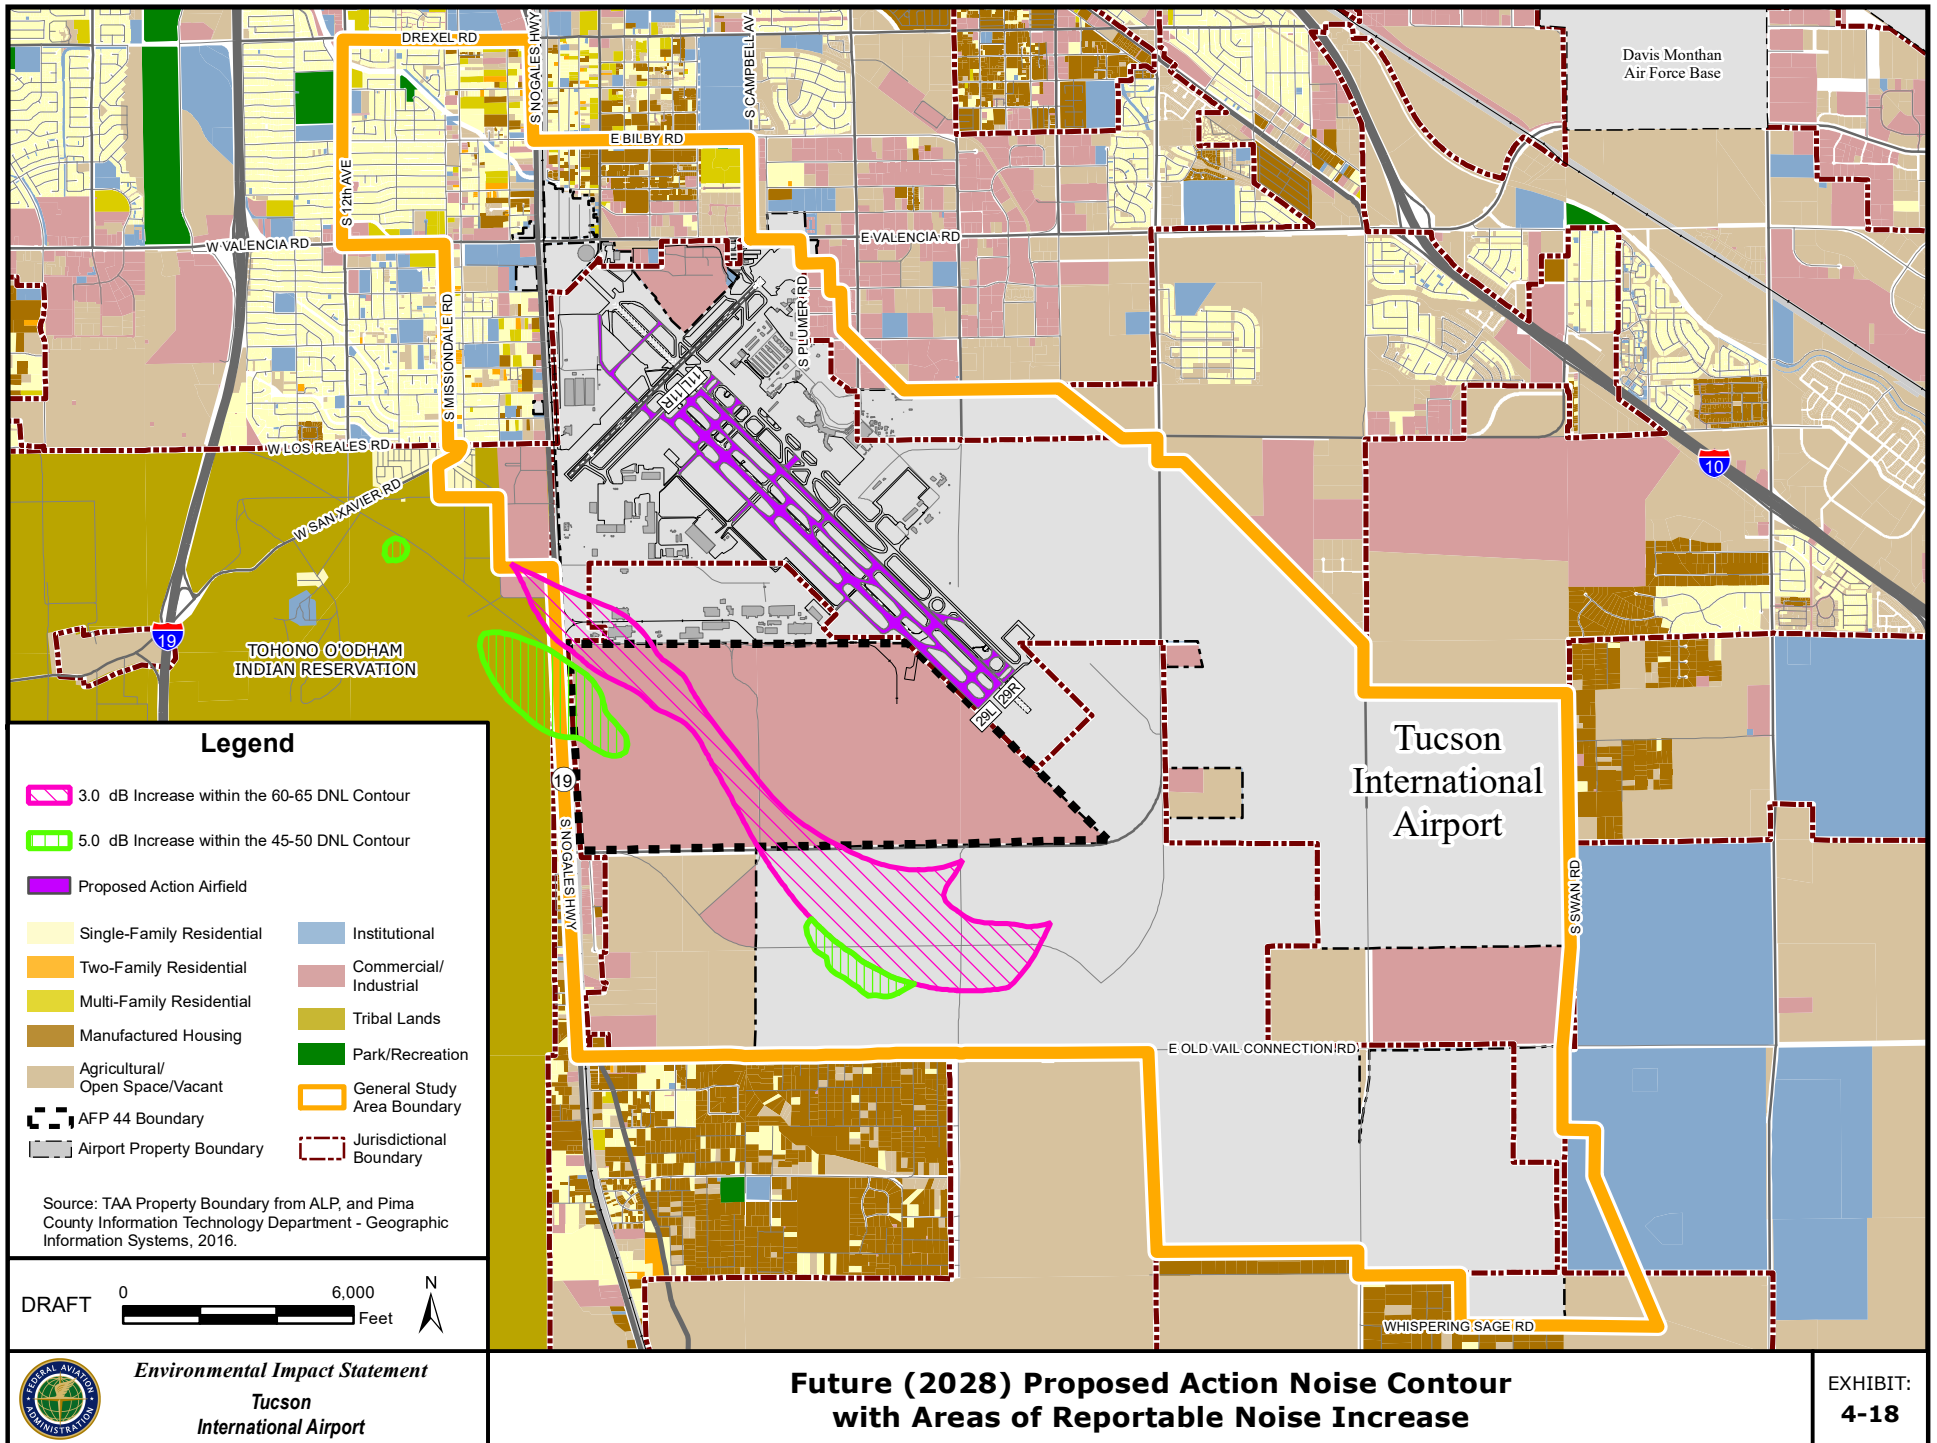 DREXEL RD
S NOGALES HWY
S CAMPBELL AV
Davis Monthan
Air Force Base
E BILBY RD
S 12th AVE
W VALENCIA RD
E VALENCIA RD
S MISSIONDALE RD
S PLUMER RD
11L
11R
W LOS REALES RD
10
W SAN XAVIER RD
19
TOHONO O'ODHAM
INDIAN RESERVATION
29R
29L
Tucson
International
Airport
19
S NOGALES HWY
S SWAN RD
E OLD VAIL CONNECTION RD
WHISPERING SAGE RD
Legend
3.0 dB Increase within the 60-65 DNL Contour
5.0 dB Increase within the 45-50 DNL Contour
Proposed Action Airfield
Single-Family Residential
Two-Family Residential
Multi-Family Residential
Manufactured Housing
Agricultural/
Open Space/Vacant
AFP 44 Boundary
Airport Property Boundary
Institutional
Commercial/
Industrial
Tribal Lands
Park/Recreation
General Study
Area Boundary
Jurisdictional
Boundary
Source: TAA Property Boundary from ALP, and Pima
County Information Technology Department - Geographic
Information Systems, 2016.
DRAFT
0 6,000
Feet
N
FEDERAL AVIATION
ADMINISTRATION
Environmental Impact Statement
Tucson
International Airport
Future (2028) Proposed Action Noise Contour
with Areas of Reportable Noise Increase
EXHIBIT:
4-18